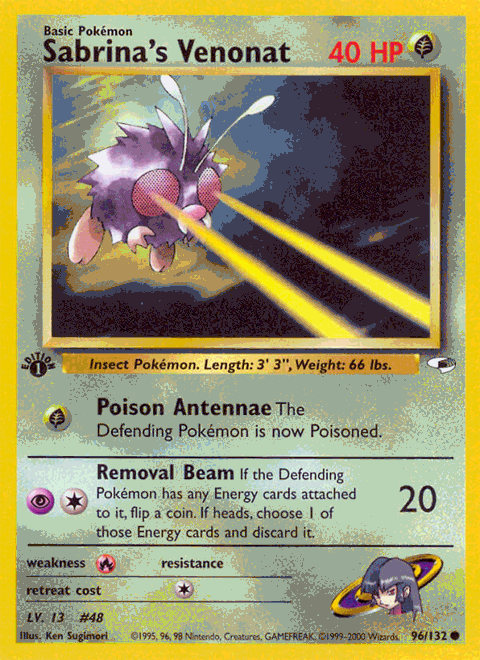 Basic Pokémon
Sabrina's Venonat 40 HP
EDITION
1
Insect Pokémon. Length: 3' 3", Weight: 66 lbs.
Poison Antennae The
Defending Pokémon is now Poisoned.
Removal Beam If the Defending
Pokémon has any Energy cards attached
to it, flip a coin. If heads, choose 1 of
those Energy cards and discard it.
20
weakness resistance
retreat cost
LV. 13 #48
Illus. Ken Sugimori ©1995, 96, 98 Nintendo, Creatures, GAMEFREAK. ©1999-2000 Wizards. 96/132